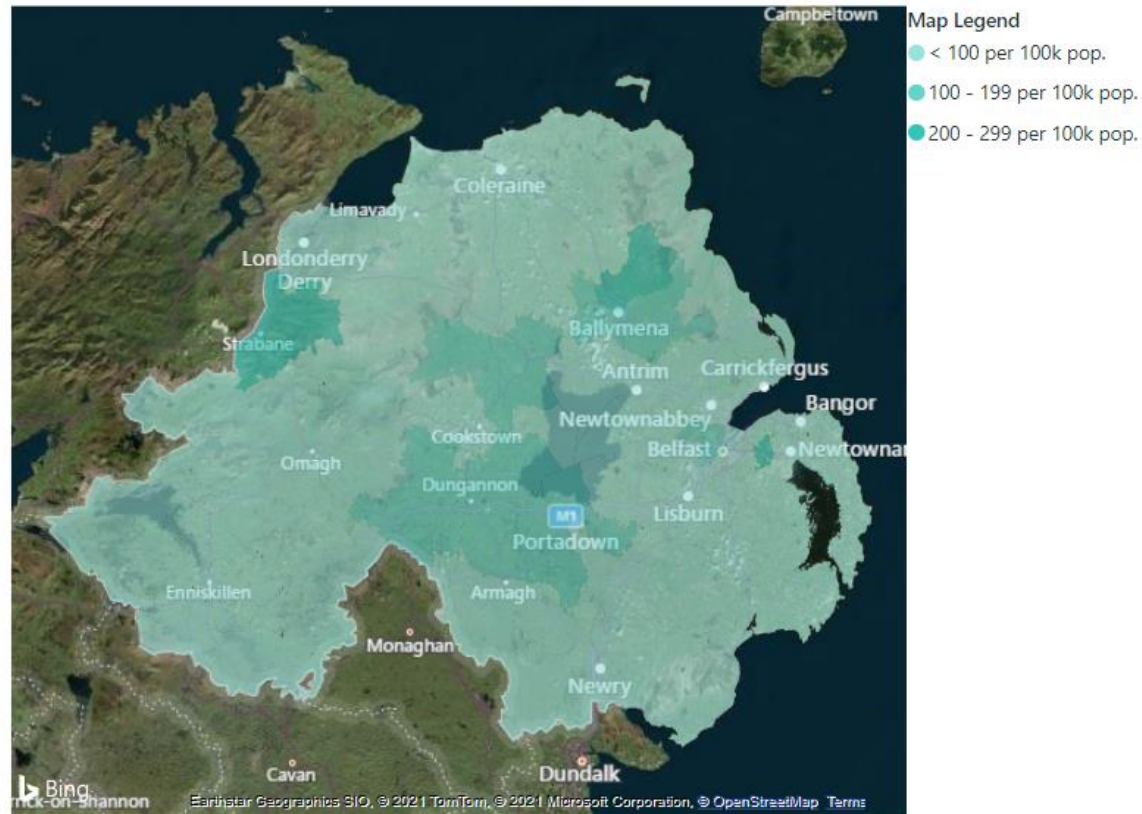 Campbeltown
Map Legend
< 100 per 100k pop.
100 - 199 per 100k pop.
200 - 299 per 100k pop.
Coleraine
Limavady
Londonderry
Derry
Strabane
Ballymena
Antrim
Carrickfergus
Newtownabbey
Bangor
Cookstown
Belfast
Newtownar
Omagh
Dungannon
Lisburn
M1
Portadown
Enniskillen
Armagh
Monaghan
Newry
Cavan
Dundalk
Bing
rrick-on-Shannon
Earthstar Geographics SIO, © 2021 TomTom, © 2021 Microsoft Corporation, © OpenStreetMap Terms